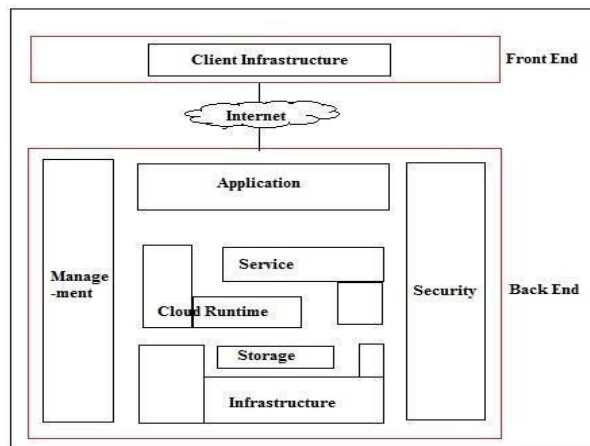 Client Infrastructure
Front End
Internet
Application
Service
Manage
-ment
Security
Back End
Cloud Runtime
Storage
Infrastructure